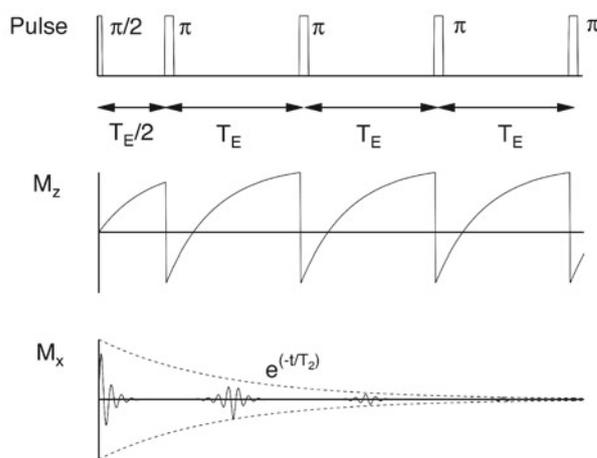 Pulse π/2 π π π π
T_E/2 T_E T_E T_E
M_z
M_x e^(-t/T_2)